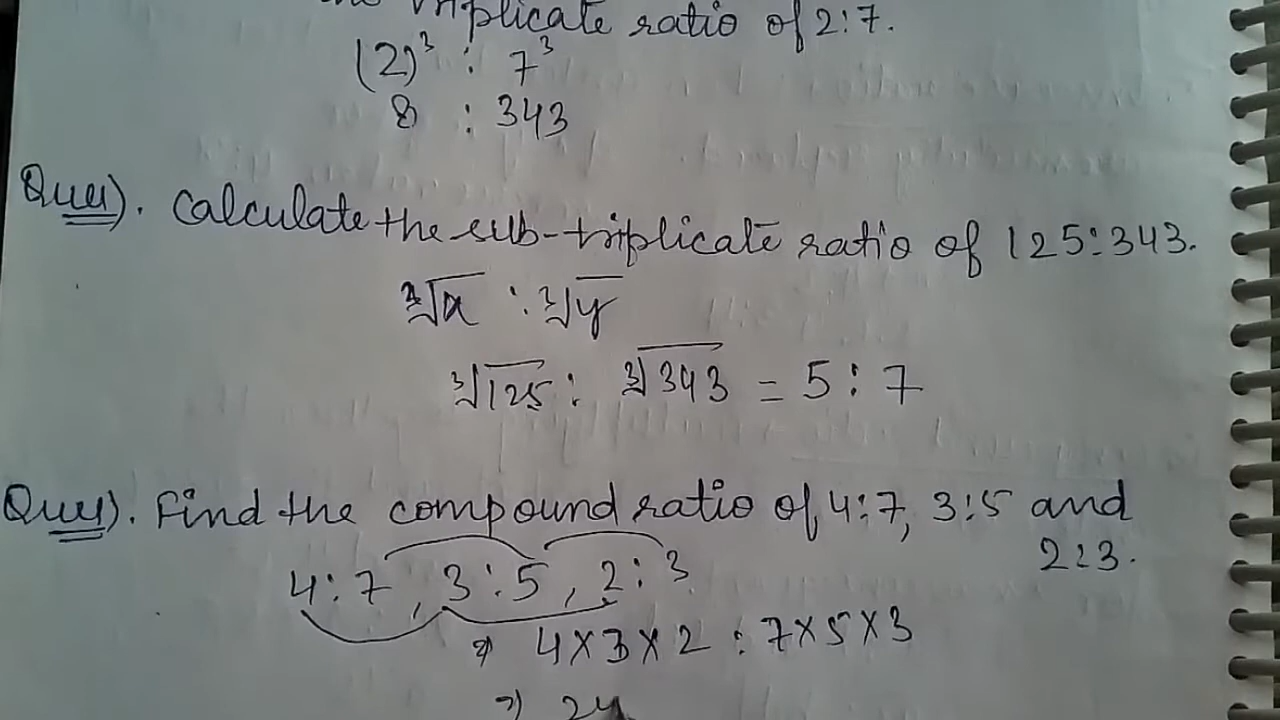 Triplicate ratio of 2:7.
(2)³ : 7³
8 : 343
Ques). Calculate the sub-triplicate ratio of 125:343.
∛x : ∛y
∛125 : ∛343 = 5 : 7
Ques). Find the compound ratio of 4:7, 3:5 and
2:3.
4:7, 3:5, 2:3
⇒ 4×3×2 : 7×5×3
⇒ 24